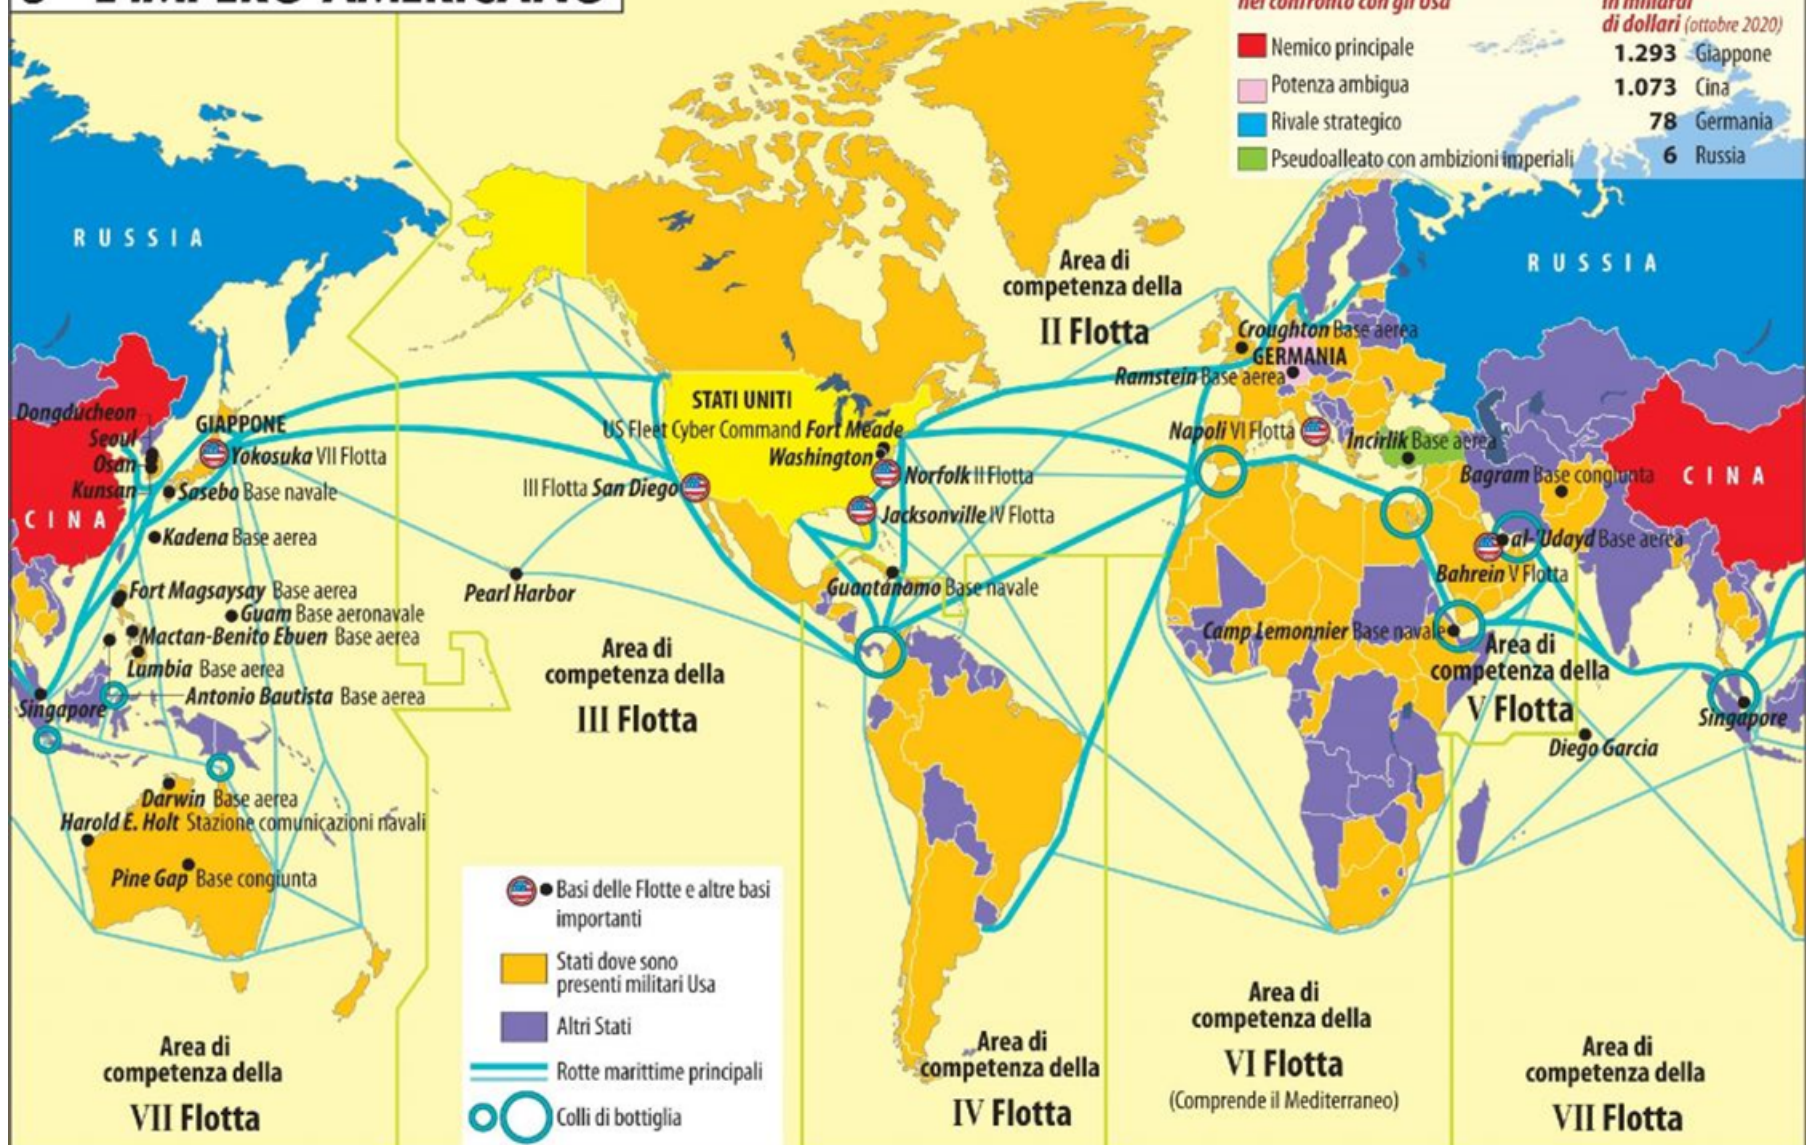 L'IMPERO AMERICANO
nei confronto con gli Usa
Nemico principale
Potenza ambigua
Rivale strategico
Pseudoalleato con ambizioni imperiali
in miliardi
di dollari (ottobre 2020)
1.293 Giappone
1.073 Cina
78 Germania
6 Russia
RUSSIA
RUSSIA
Area di
competenza della
II Flotta
Croughton Base aerea
GERMANIA
Ramstein Base aerea
STATI UNITI
US Fleet Cyber Command Fort Meade
Washington
Norfolk II Flotta
III Flotta San Diego
Jacksonville IV Flotta
Napoli VI Flotta
Incirlik Base aerea
Bagram Base congiunta
CINA
al-'Udayd Base aerea
Bahrein V Flotta
Dongducheon
Seoul
Osan
Kunsan
CINA
GIAPPONE
Yokosuka VII Flotta
Sasebo Base navale
Kadena Base aerea
Fort Magsaysay Base aerea
Guam Base aeronavale
Mactan-Benito Ebuen Base aerea
Lumbia Base aerea
Antonio Bautista Base aerea
Singapore
Pearl Harbor
Guantánamo Base navale
Camp Lemonnier Base navale
Area di
competenza della
III Flotta
Area di
competenza della
V Flotta
Singapore
Diego Garcia
Darwin Base aerea
Harold E. Holt Stazione comunicazioni navali
Pine Gap Base congiunta
Basi delle Flotte e altre basi
importanti
Stati dove sono
presenti militari Usa
Altri Stati
Rotte marittime principali
Colli di bottiglia
Area di
competenza della
VII Flotta
Area di
competenza della
IV Flotta
Area di
competenza della
VI Flotta
(Comprende il Mediterraneo)
Area di
competenza della
VII Flotta